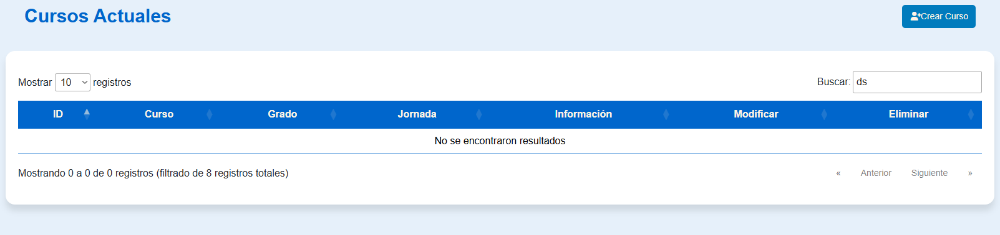 Cursos Actuales
Crear Curso
Mostrar 10 registros
Buscar: ds
ID Curso Grado Jornada Información Modificar Eliminar
No se encontraron resultados
Mostrando 0 a 0 de 0 registros (filtrado de 8 registros totales)
« Anterior Siguiente »